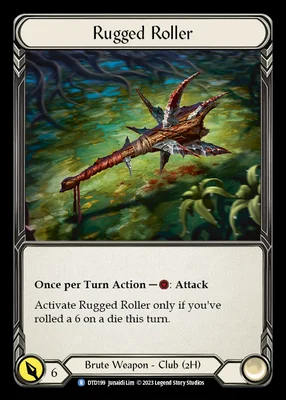 Rugged Roller
Once per Turn Action — : Attack
Activate Rugged Roller only if you've
rolled a 6 on a die this turn.
6
Brute Weapon - Club (2H)
R DTD199 Junaidi Lim © 2023 Legend Story Studios